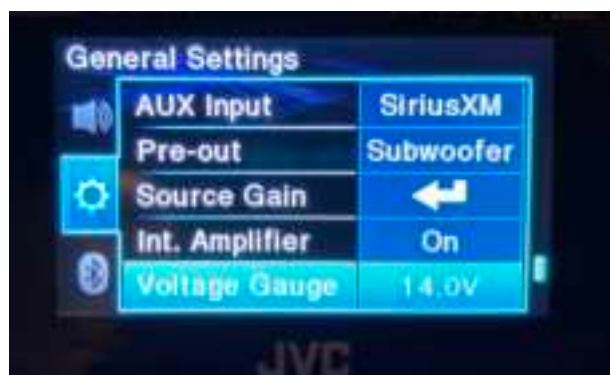 General Settings
AUX Input SiriusXM
Pre-out Subwoofer
Source Gain
Int. Amplifier On
Voltage Gauge 14.0V
JVC